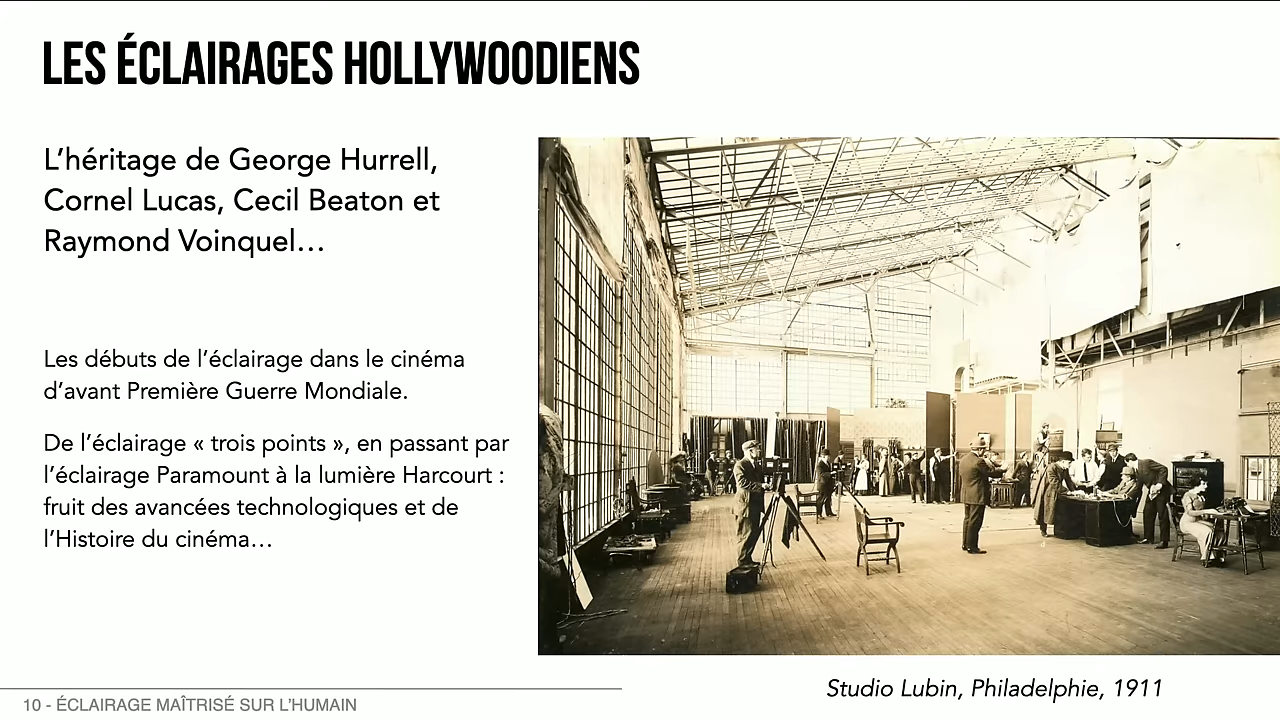 LES ÉCLAIRAGES HOLLYWOODIENS
L’héritage de George Hurrell,
Cornel Lucas, Cecil Beaton et
Raymond Voinquel…
Les débuts de l’éclairage dans le cinéma
d’avant Première Guerre Mondiale.
De l’éclairage « trois points », en passant par
l’éclairage Paramount à la lumière Harcourt :
fruit des avancées technologiques et de
l’Histoire du cinéma…
Studio Lubin, Philadelphie, 1911
10 - ÉCLAIRAGE MAÎTRISÉ SUR L’HUMAIN